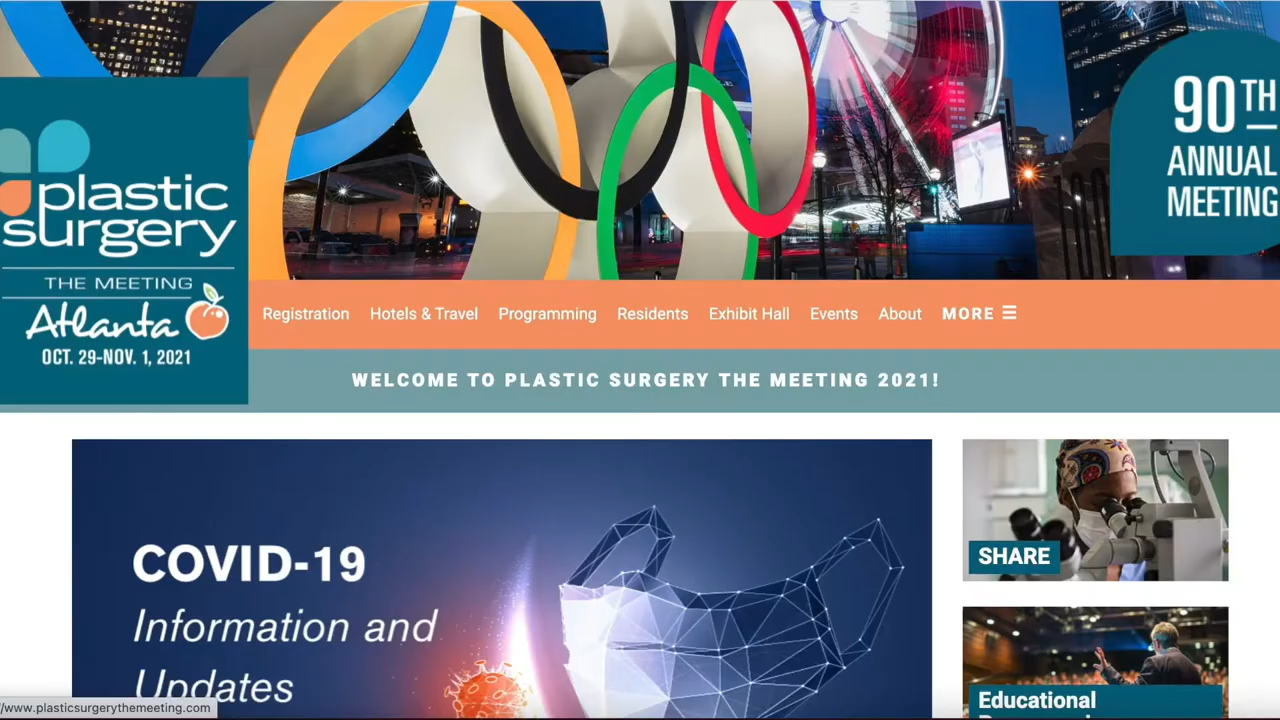 90TH
ANNUAL
MEETING
plastic
surgery
THE MEETING
Atlanta
OCT. 29-NOV. 1, 2021
Registration Hotels & Travel Programming Residents Exhibit Hall Events About MORE
WELCOME TO PLASTIC SURGERY THE MEETING 2021!
COVID-19
Information and
Updates
SHARE
Educational
/www.plasticsurgerythemeeting.com